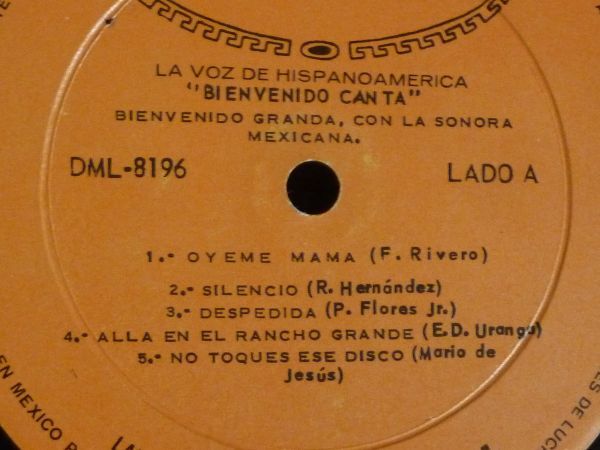 LA VOZ DE HISPANOAMERICA
"BIENVENIDO CANTA"
BIENVENIDO GRANDA, CON LA SONORA
MEXICANA.
DML-8196
LADO A
1.- OYEME MAMA (F. Rivero)
2.- SILENCIO (R. Hernández)
3.- DESPEDIDA (P. Flores Jr.)
4.- ALLA EN EL RANCHO GRANDE (E.D. Uranga)
5.- NO TOQUES ESE DISCO (Mario de
Jesús)
EN MEXICO
DE